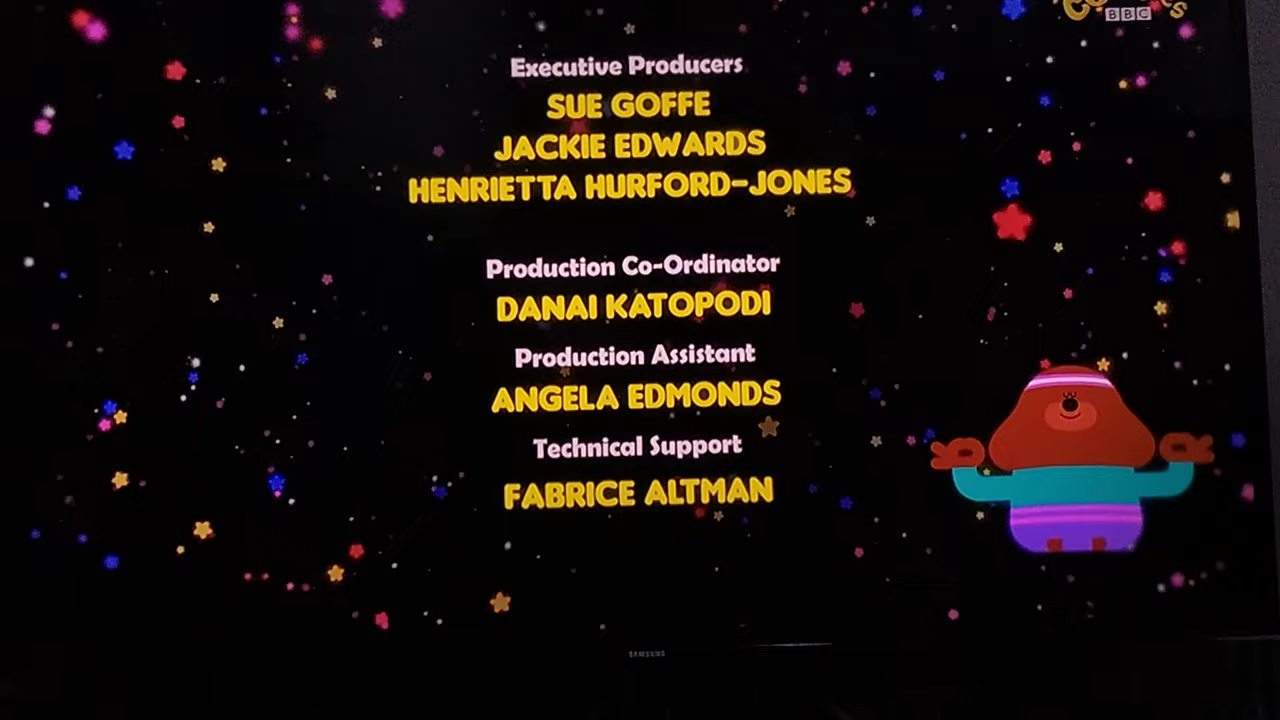 BBC
Executive Producers
SUE GOFFE
JACKIE EDWARDS
HENRIETTA HURFORD-JONES
Production Co-Ordinator
DANAI KATOPODI
Production Assistant
ANGELA EDMONDS
Technical Support
FABRICE ALTMAN
SAMSUNG